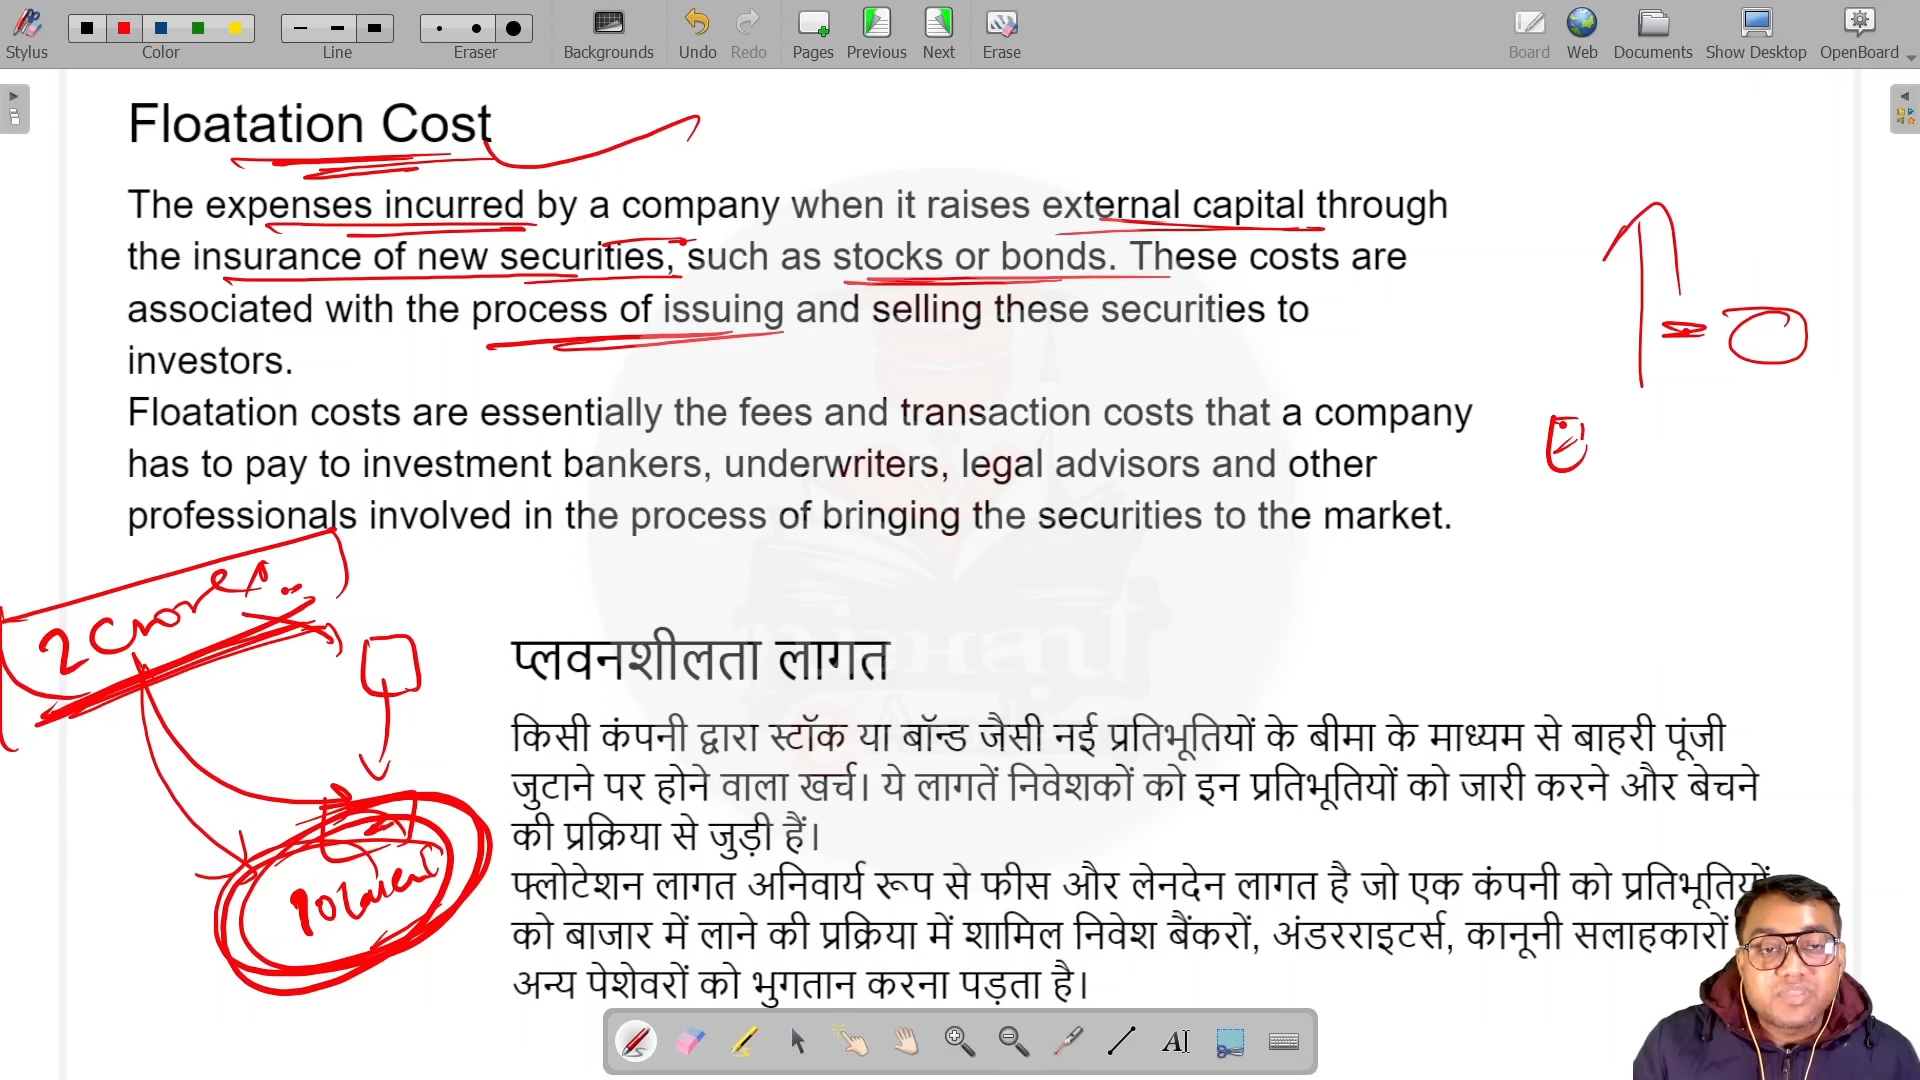 Stylus
Color
Line
Eraser
Backgrounds
Undo
Redo
Pages
Previous
Next
Erase
Board
Web
Documents
Show Desktop
OpenBoard
Floatation Cost
The expenses incurred by a company when it raises external capital through
the insurance of new securities, such as stocks or bonds. These costs are
associated with the process of issuing and selling these securities to
investors.
Floatation costs are essentially the fees and transaction costs that a company
has to pay to investment bankers, underwriters, legal advisors and other
professionals involved in the process of bringing the securities to the market.
2 Crores
प्लवनशीलता लागत
किसी कंपनी द्वारा स्टॉक या बॉन्ड जैसी नई प्रतिभूतियों के बीमा के माध्यम से बाहरी पूंजी
जुटाने पर होने वाला खर्च। ये लागतें निवेशकों को इन प्रतिभूतियों को जारी करने और बेचने
की प्रक्रिया से जुड़ी हैं।
फ्लोटेशन लागत अनिवार्य रूप से फीस और लेनदेन लागत है जो एक कंपनी को प्रतिभूतियों
को बाजार में लाने की प्रक्रिया में शामिल निवेश बैंकरों, अंडरराइटर्स, कानूनी सलाहकारों
अन्य पेशेवरों को भुगतान करना पड़ता है।